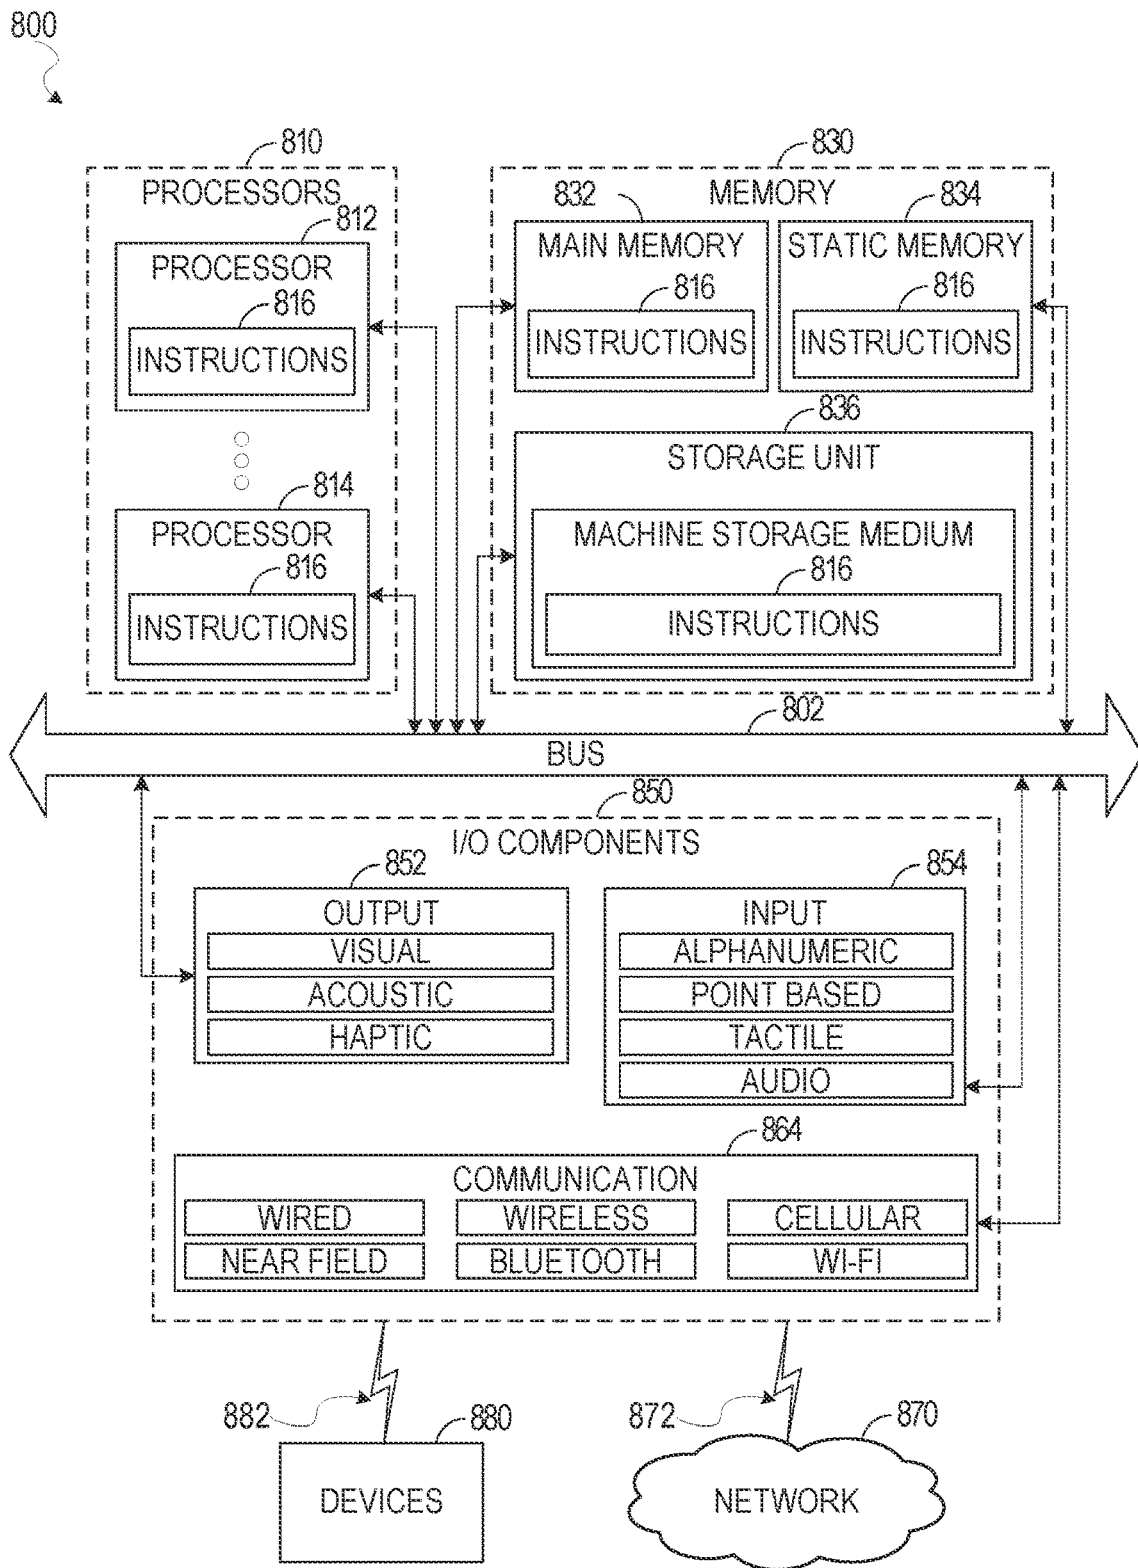 800
810
830
PROCESSORS
MEMORY
812
832
834
PROCESSOR
MAIN MEMORY
STATIC MEMORY
816
816
816
INSTRUCTIONS
INSTRUCTIONS
INSTRUCTIONS
836
STORAGE UNIT
814
PROCESSOR
MACHINE STORAGE MEDIUM
816
816
INSTRUCTIONS
INSTRUCTIONS
802
BUS
850
I/O COMPONENTS
852
854
OUTPUT
INPUT
VISUAL
ALPHANUMERIC
ACOUSTIC
POINT BASED
HAPTIC
TACTILE
AUDIO
864
COMMUNICATION
WIRED
WIRELESS
CELLULAR
NEAR FIELD
BLUETOOTH
WI-FI
882
880
872
870
DEVICES
NETWORK